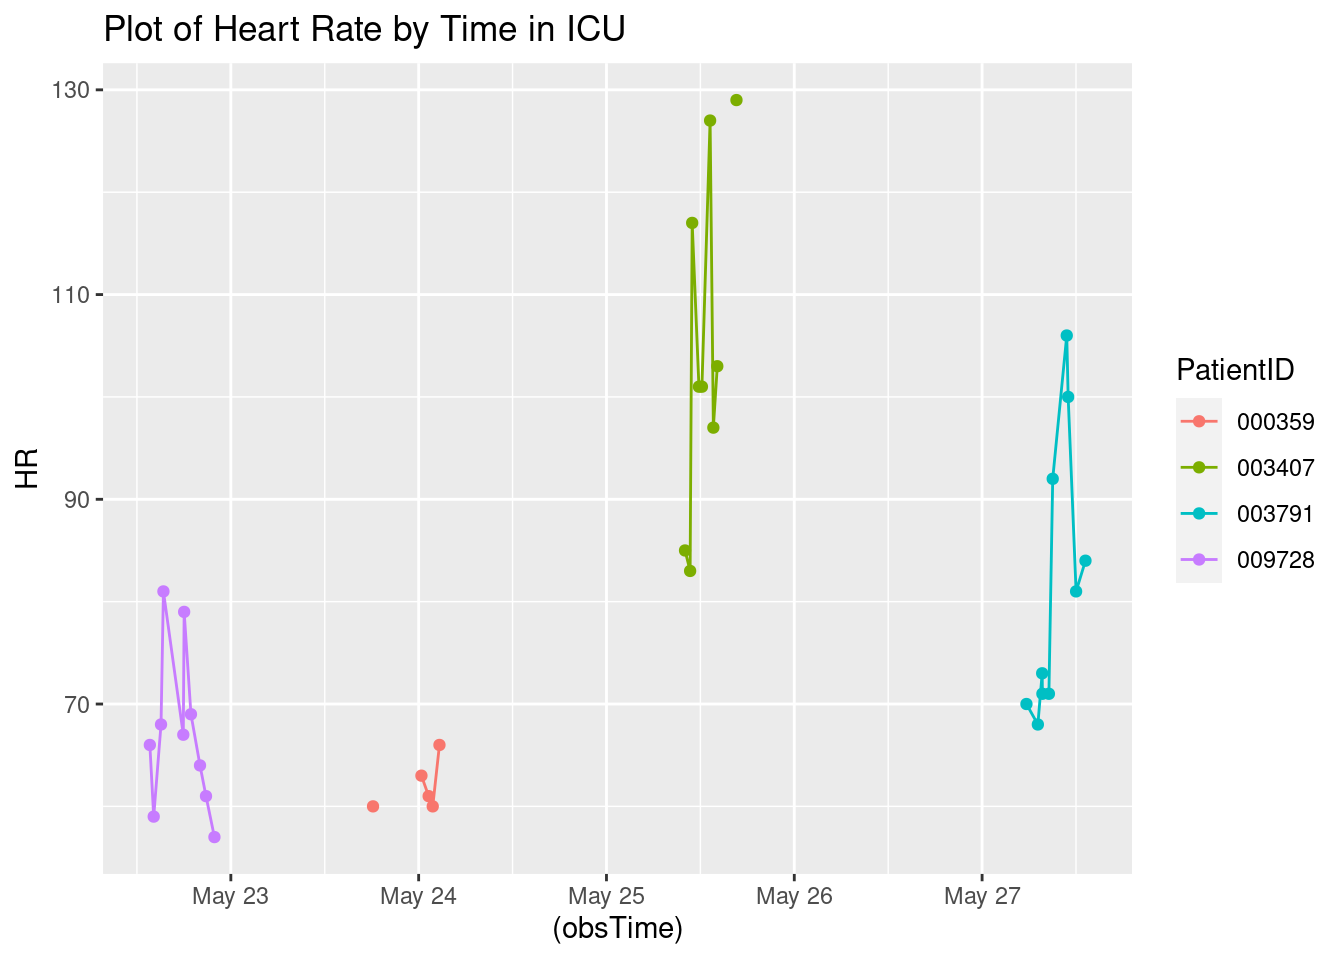 Plot of Heart Rate by Time in ICU
130
110
90
70
HR
May 23 May 24 May 25 May 26 May 27
(obsTime)
PatientID
000359
003407
003791
009728